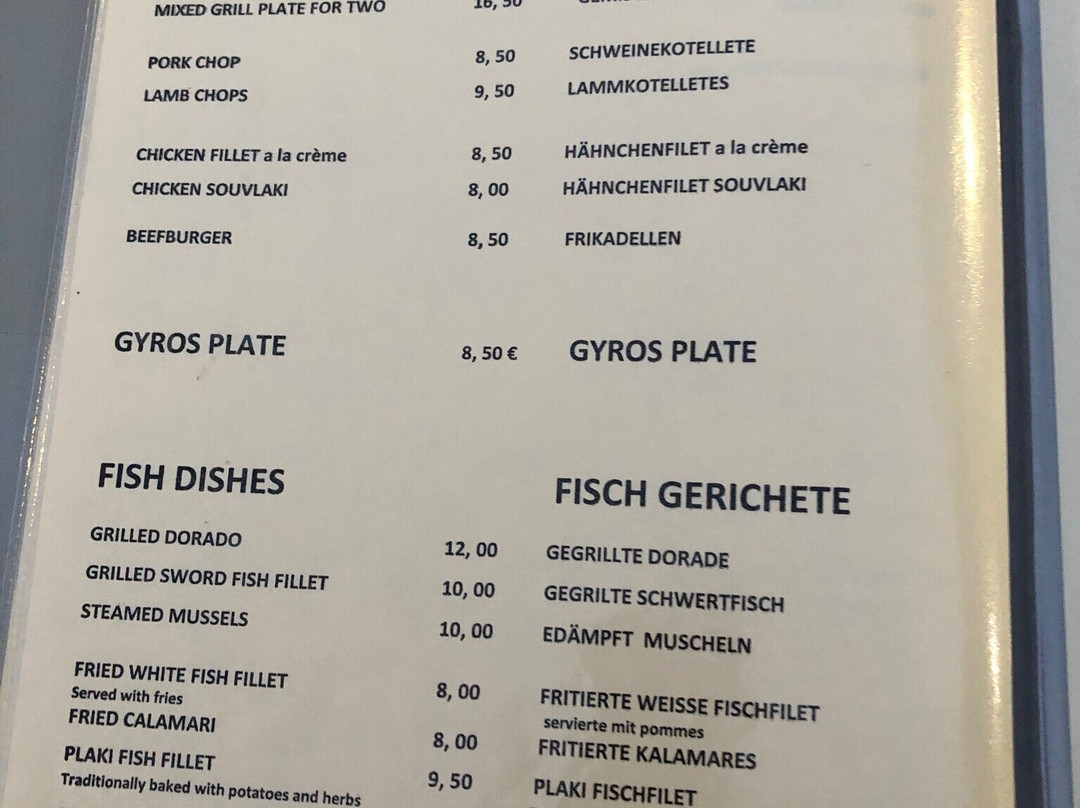 MIXED GRILL PLATE FOR TWO 16, 50
PORK CHOP 8, 50 SCHWEINEKOTELLETE
LAMB CHOPS 9, 50 LAMMKOTELLETES
CHICKEN FILLET a la crème 8, 50 HÄHNCHENFILET a la crème
CHICKEN SOUVLAKI 8, 00 HÄHNCHENFILET SOUVLAKI
BEEFBURGER 8, 50 FRIKADELLEN
GYROS PLATE 8, 50 € GYROS PLATE
FISH DISHES FISCH GERICHETE
GRILLED DORADO 12, 00 GEGRILLTE DORADE
GRILLED SWORD FISH FILLET 10, 00 GEGRILTE SCHWERTFISCH
STEAMED MUSSELS 10, 00 EDÄMPFT MUSCHELN
FRIED WHITE FISH FILLET 8, 00 FRITIERTE WEISSE FISCHFILET
Served with fries servierte mit pommes
FRIED CALAMARI 8, 00 FRITIERTE KALAMARES
PLAKI FISH FILLET 9, 50 PLAKI FISCHFILET
Traditionally baked with potatoes and herbs